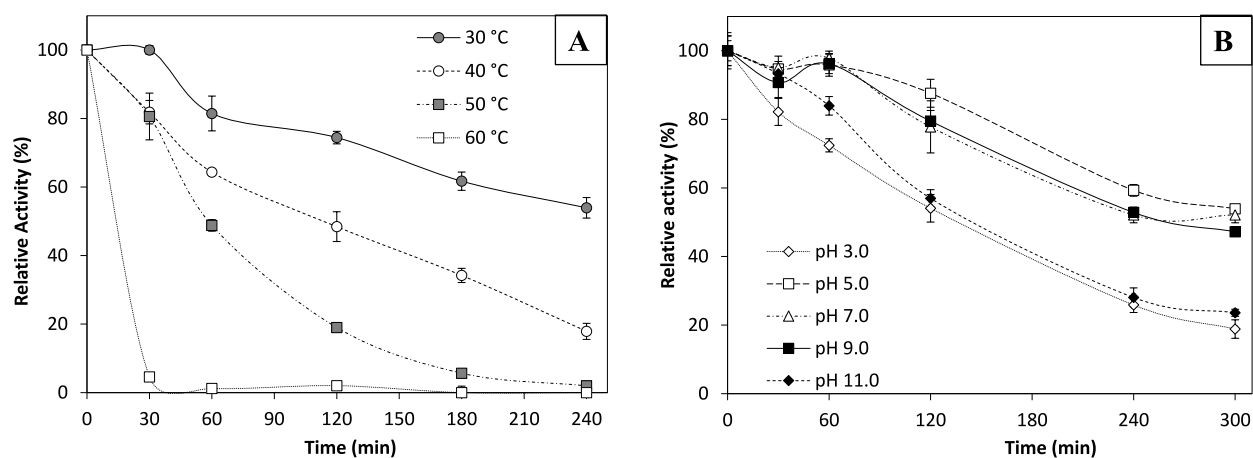 A
30 °C
40 °C
50 °C
60 °C
Relative Activity (%)
100
80
60
40
20
0
0 30 60 90 120 150 180 210 240
Time (min)
B
Relative activity (%)
100
80
60
40
20
0
pH 3.0
pH 5.0
pH 7.0
pH 9.0
pH 11.0
0 60 120 180 240 300
Time (min)